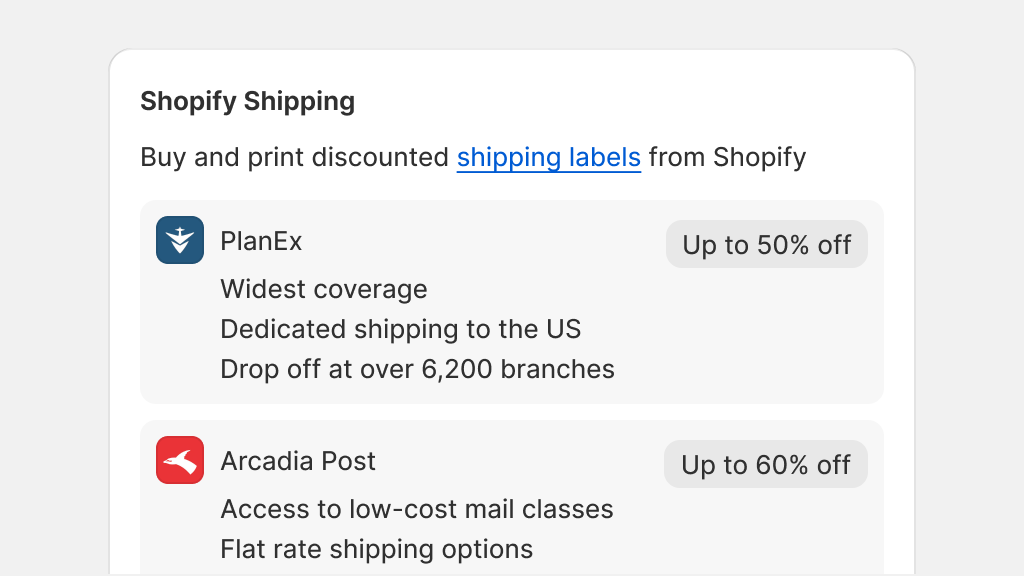 Shopify Shipping
Buy and print discounted shipping labels from Shopify
PlanEx
Up to 50% off
Widest coverage
Dedicated shipping to the US
Drop off at over 6,200 branches
Arcadia Post
Up to 60% off
Access to low-cost mail classes
Flat rate shipping options